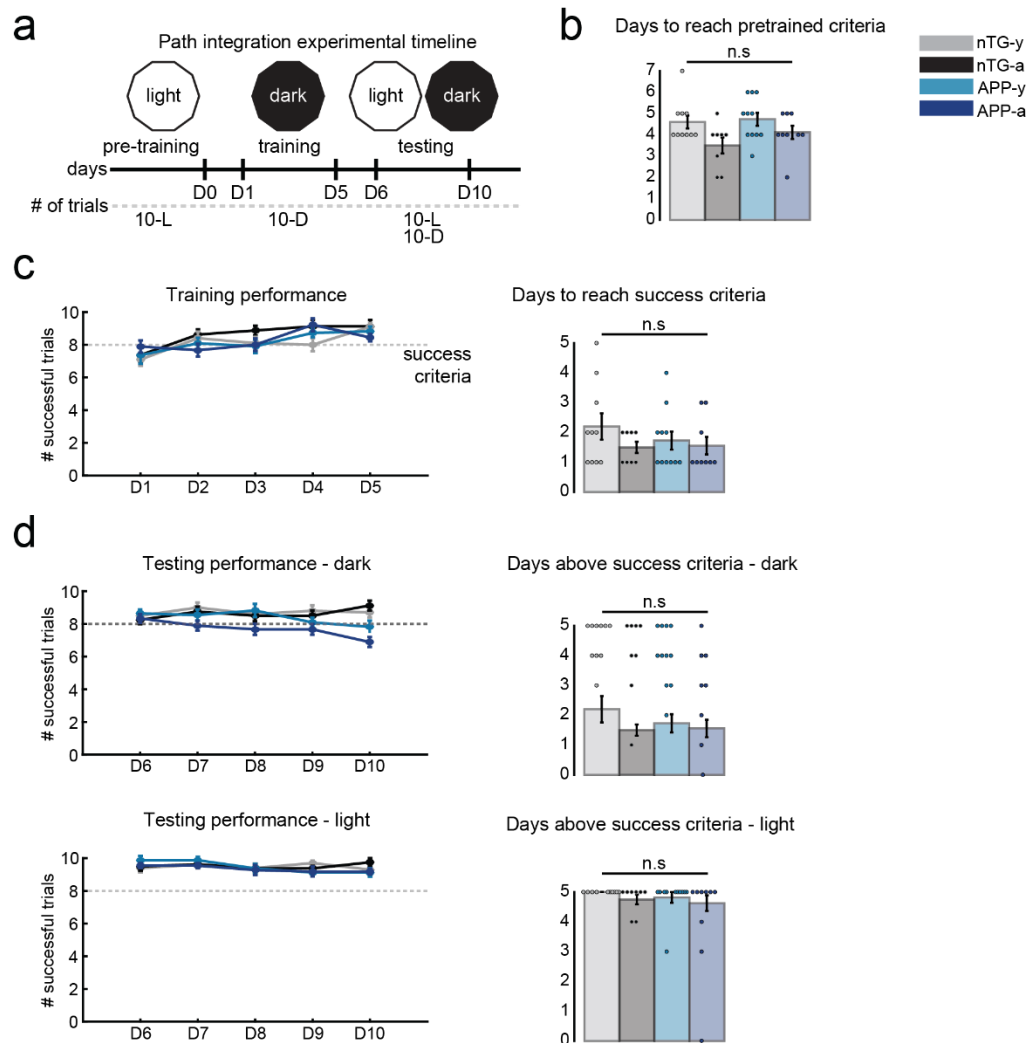 a
Path integration experimental timeline
light
dark
light
dark
pre-training
training
testing
days
D0
D1
D5
D6
D10
# of trials
10-L
10-D
10-L
10-D
b
Days to reach pretrained criteria
n.s
7
6
5
4
3
2
1
0
nTG-y
nTG-a
APP-y
APP-a
c
Training performance
# successful trials
10
8
6
4
2
0
D1
D2
D3
D4
D5
success
criteria
Days to reach success criteria
n.s
5
4
3
2
1
0
d
Testing performance - dark
# successful trials
10
8
6
4
2
0
D6
D7
D8
D9
D10
Days above success criteria - dark
n.s
5
4
3
2
1
0
Testing performance - light
# successful trials
10
8
6
4
2
0
D6
D7
D8
D9
D10
Days above success criteria - light
n.s
5
4
3
2
1
0